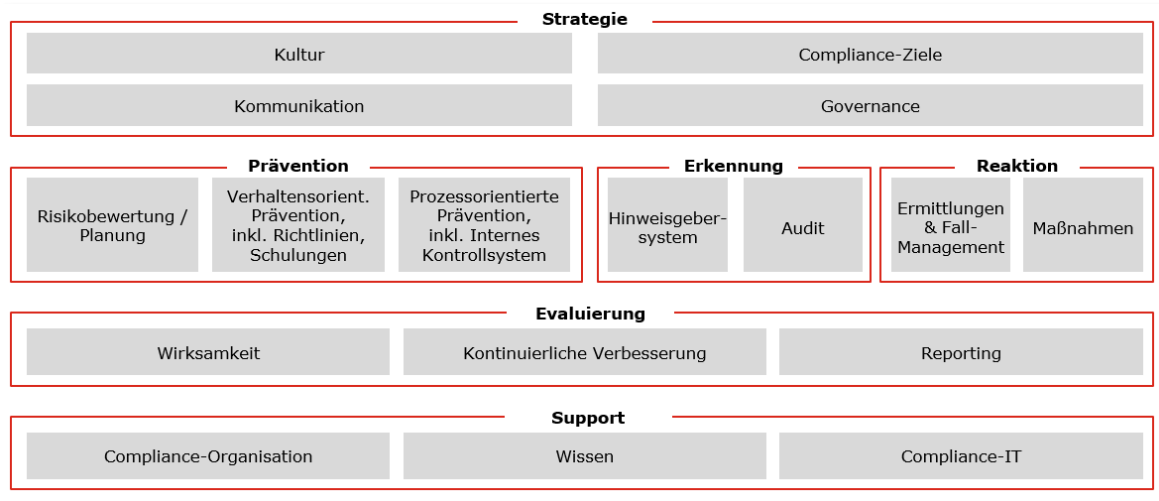 Strategie
Kultur
Compliance-Ziele
Kommunikation
Governance
Prävention
Risikobewertung /
Planung
Verhaltensorient.
Prävention,
inkl. Richtlinien,
Schulungen
Prozessorientierte
Prävention,
inkl. Internes
Kontrollsystem
Erkennung
Hinweisgeber-
system
Audit
Reaktion
Ermittlungen
& Fall-
Management
Maßnahmen
Evaluierung
Wirksamkeit
Kontinuierliche Verbesserung
Reporting
Support
Compliance-Organisation
Wissen
Compliance-IT